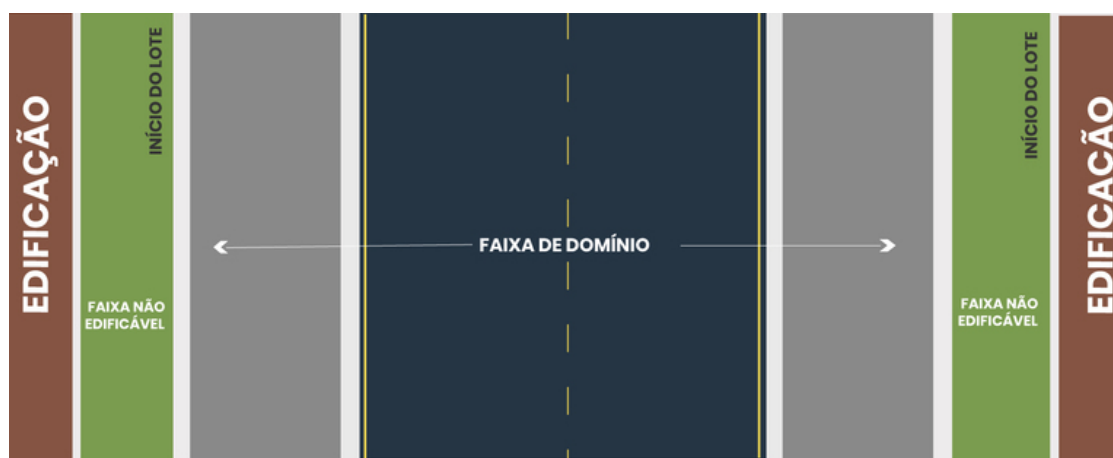 EDIFICAÇÃO
INÍCIO DO LOTE
FAIXA NÃO
EDIFICÁVEL
FAIXA DE DOMÍNIO
INÍCIO DO LOTE
FAIXA NÃO
EDIFICÁVEL
EDIFICAÇÃO